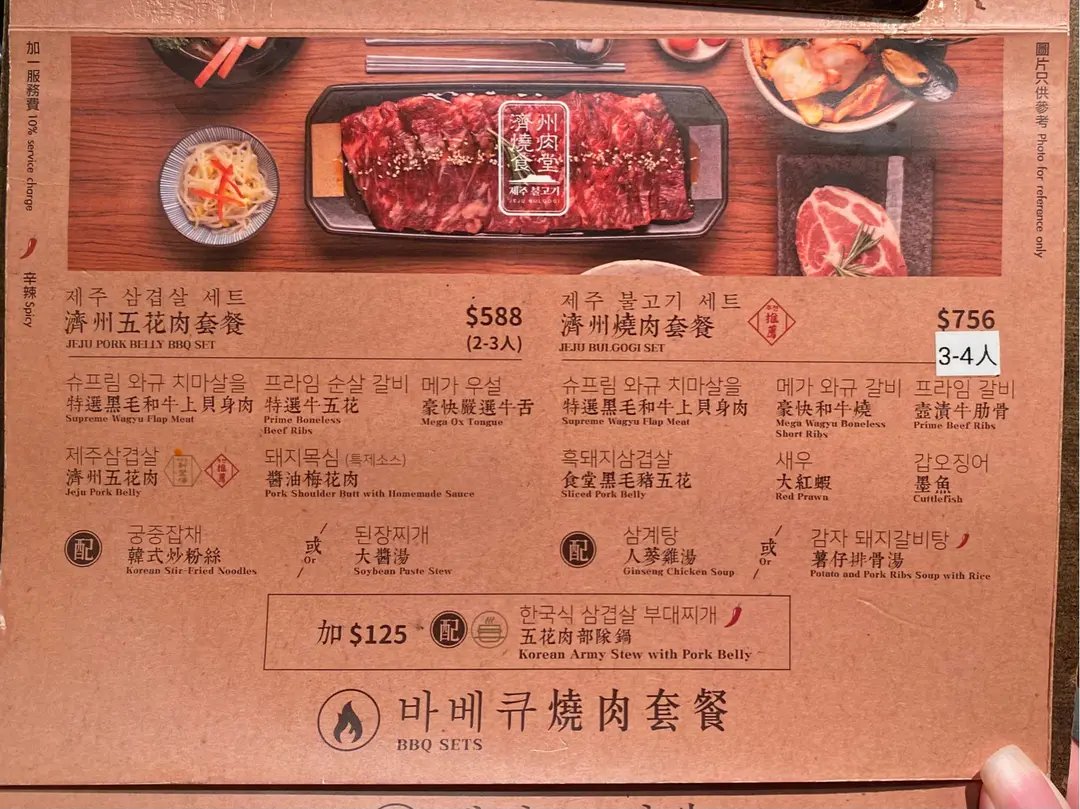 加一服務費 10% service charge
辛辣 Spicy
圖片只供參考 Photo for reference only
濟州
燒肉
食堂
제주 불고기
JEJU BULGOGI
제주 삼겹살 세트
濟州五花肉套餐
JEJU PORK BELLY BBQ SET
$588
(2-3人)
슈프림 와규 치마살을
特選黑毛和牛上貝身肉
Supreme Wagyu Flap Meat
프라임 순살 갈비
特選牛五花
Prime Boneless
Beef Ribs
메가 우설
豪快嚴選牛舌
Mega Ox Tongue
제주삼겹살
濟州五花肉
Jeju Pork Belly
推薦
돼지목심 (특제소스)
醬油梅花肉
Pork Shoulder Butt with Homemade Sauce
配
궁중잡채
韓式炒粉絲
Korean Stir-Fried Noodles
或
Or
된장찌개
大醬湯
Soybean Paste Stew
제주 불고기 세트
濟州燒肉套餐
JEJU BULGOGI SET
推薦
$756
3-4人
슈프림 와규 치마살을
特選黑毛和牛上貝身肉
Supreme Wagyu Flap Meat
메가 와규 갈비
豪快和牛燒
Mega Wagyu Boneless
Short Ribs
프라임 갈비
壺漬牛肋骨
Prime Beef Ribs
흑돼지삼겹살
食堂黑毛豬五花
Sliced Pork Belly
새우
大紅蝦
Red Prawn
갑오징어
墨魚
Cuttlefish
配
삼계탕
人蔘雞湯
Ginseng Chicken Soup
或
Or
감자 돼지갈비탕
薯仔排骨湯
Potato and Pork Ribs Soup with Rice
加 $125
配
한국식 삼겹살 부대찌개
五花肉部隊鍋
Korean Army Stew with Pork Belly
바베큐燒肉套餐
BBQ SETS